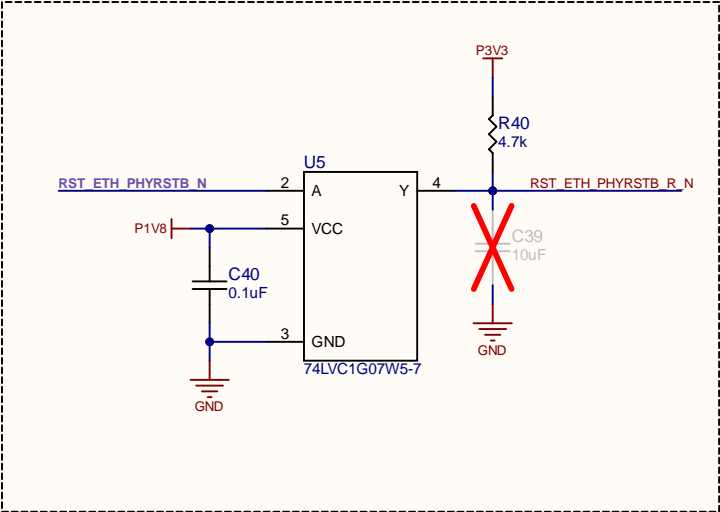 P3V3
R40
4.7k
U5
RST_ETH_PHYRSTB_N
2
A
Y
4
RST_ETH_PHYRSTB_R_N
P1V8
5
VCC
C39
10uF
C40
0.1uF
3
GND
GND
74LVC1G07W5-7
GND